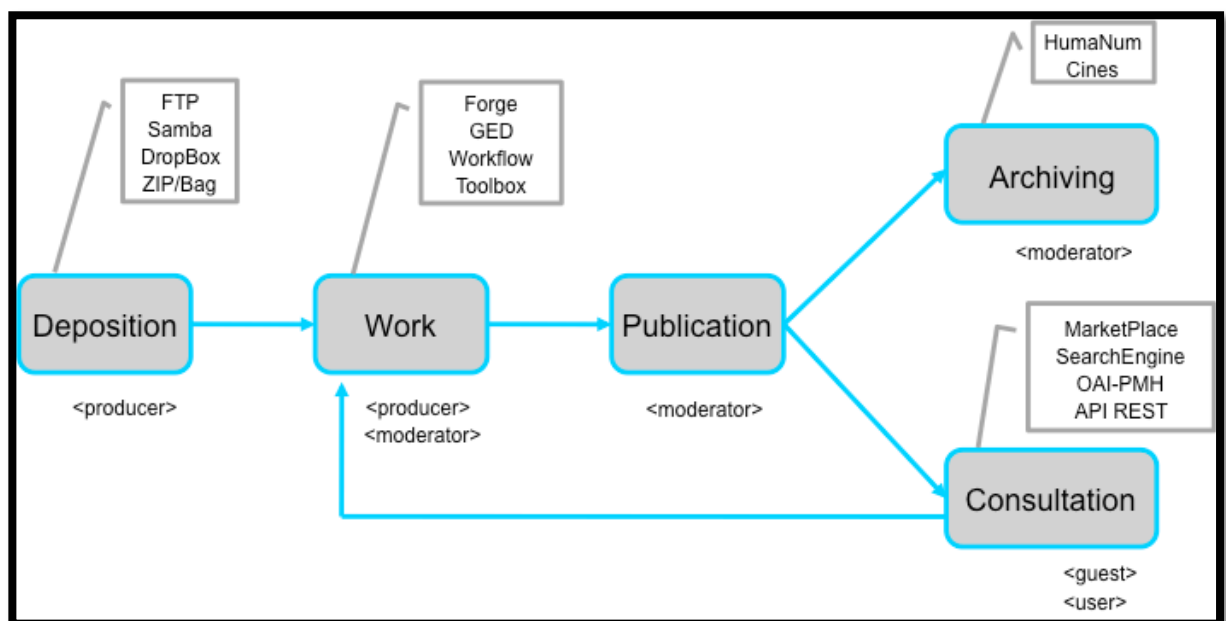 HumaNum
Cines
FTP
Samba
DropBox
ZIP/Bag
Forge
GED
Workflow
Toolbox
Archiving
<moderator>
Deposition
<producer>
Work
<producer>
<moderator>
Publication
<moderator>
MarketPlace
SearchEngine
OAI-PMH
API REST
Consultation
<guest>
<user>